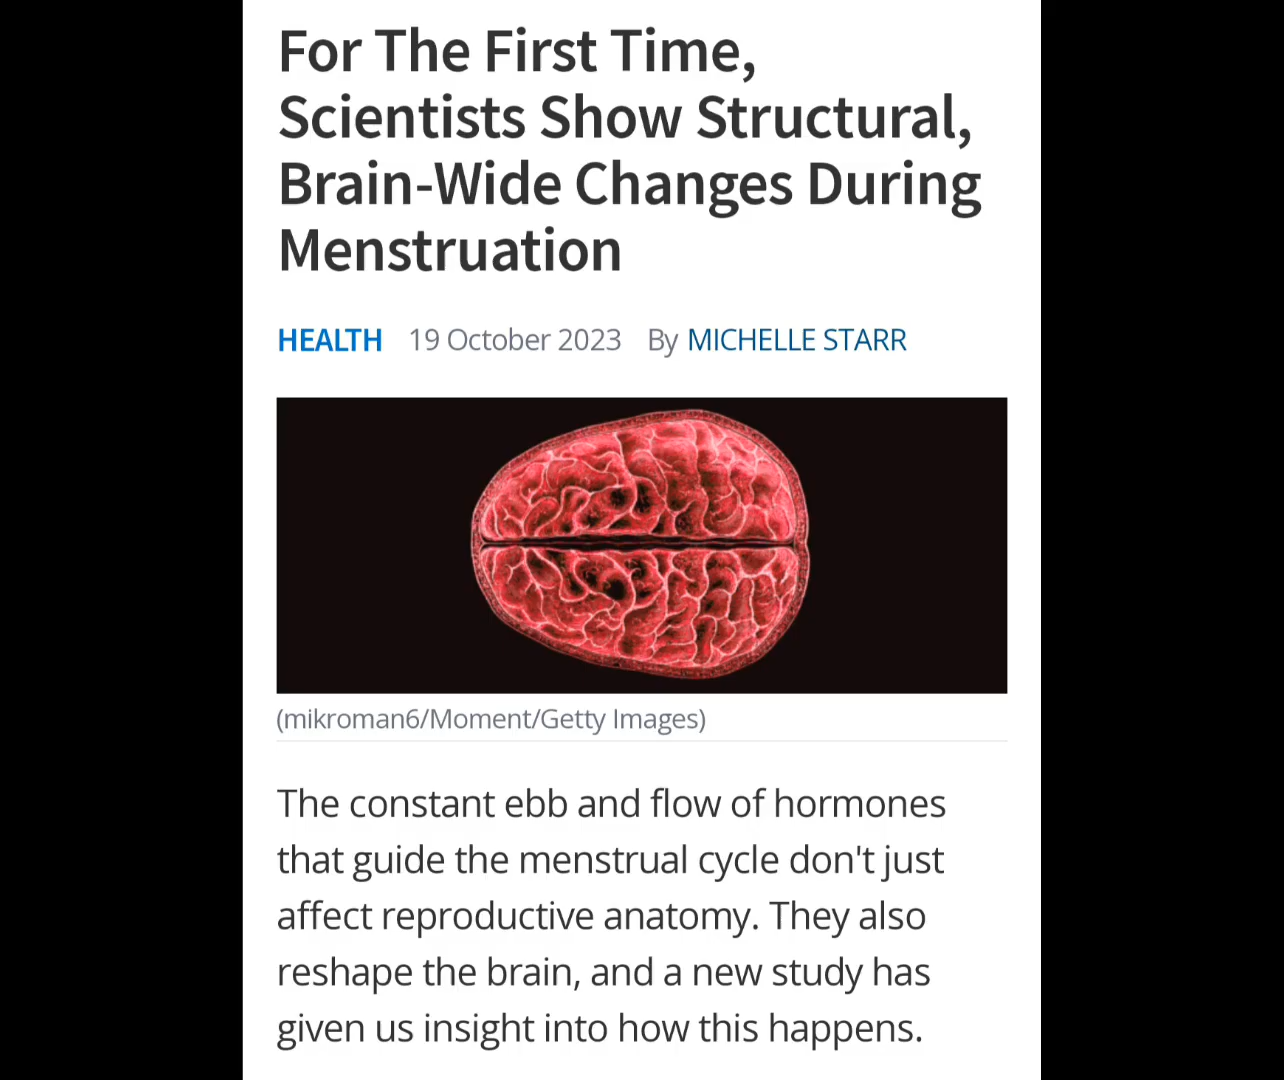 For The First Time,
Scientists Show Structural,
Brain-Wide Changes During
Menstruation
HEALTH 19 October 2023 By MICHELLE STARR
(mikroman6/Moment/Getty Images)
The constant ebb and flow of hormones
that guide the menstrual cycle don't just
affect reproductive anatomy. They also
reshape the brain, and a new study has
given us insight into how this happens.